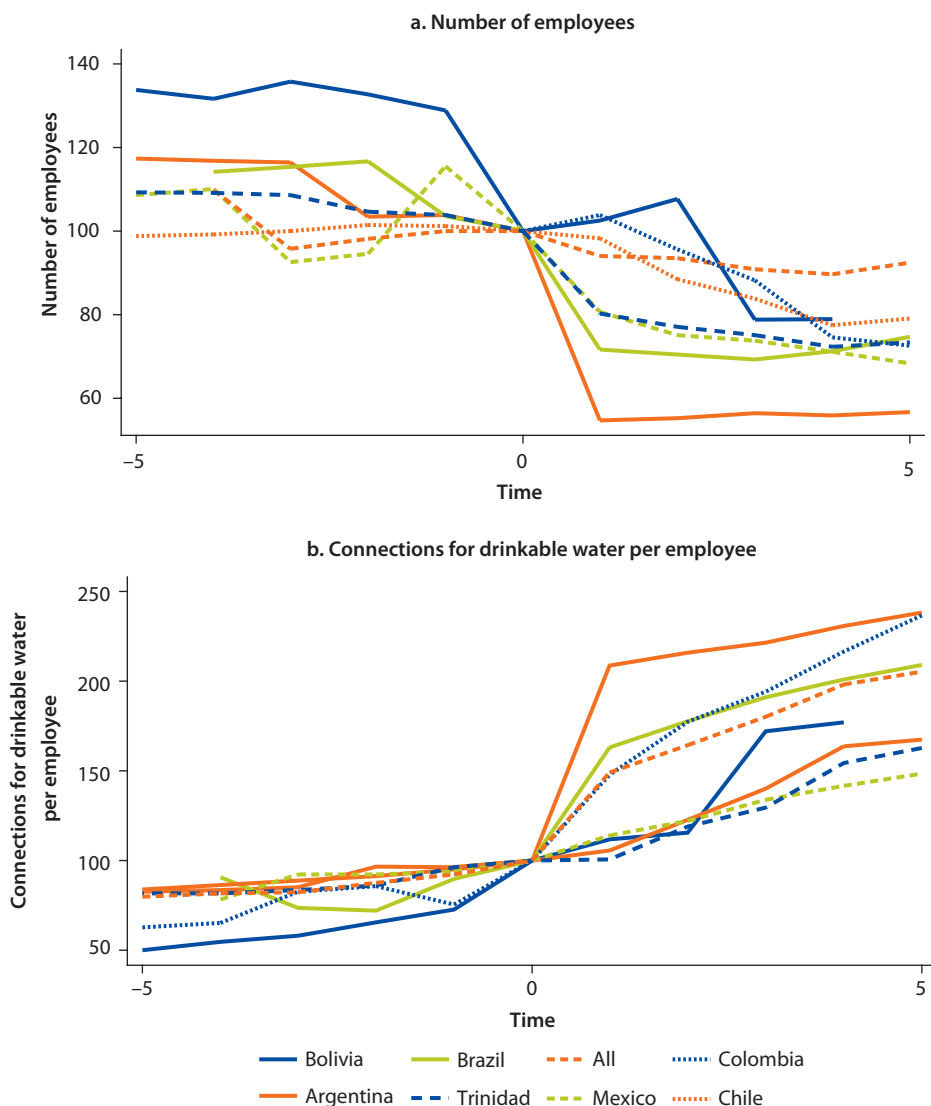 a. Number of employees
140
120
100
80
60
Number of employees
−5
0
5
Time
b. Connections for drinkable water per employee
250
200
150
100
50
Connections for drinkable water
per employee
−5
0
5
Time
Bolivia
Brazil
All
Colombia
Argentina
Trinidad
Mexico
Chile